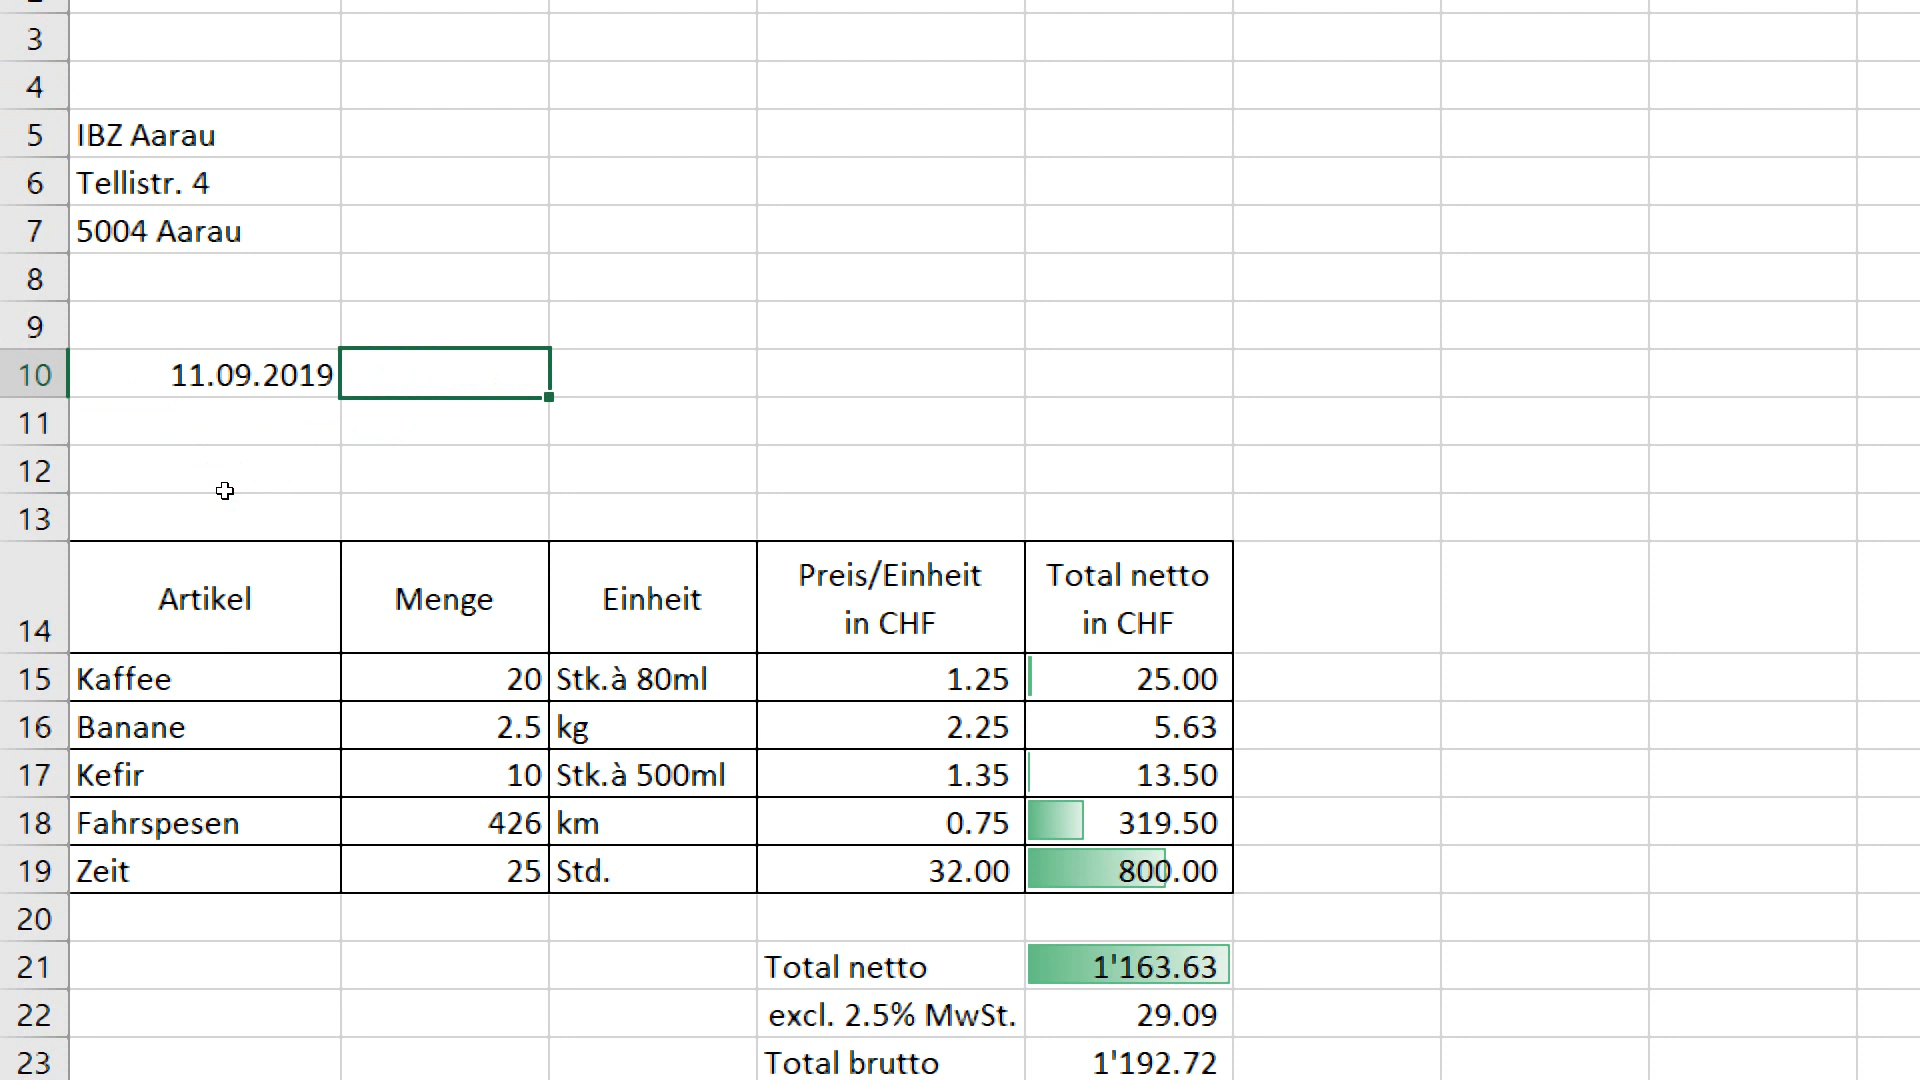 3
4
5 IBZ Aarau
6 Tellistr. 4
7 5004 Aarau
8
9
10 11.09.2019
11
12
13
14 Artikel Menge Einheit Preis/Einheit in CHF Total netto in CHF
15 Kaffee 20 Stk.à 80ml 1.25 25.00
16 Banane 2.5 kg 2.25 5.63
17 Kefir 10 Stk.à 500ml 1.35 13.50
18 Fahrspesen 426 km 0.75 319.50
19 Zeit 25 Std. 32.00 800.00
20
21 Total netto 1'163.63
22 excl. 2.5% MwSt. 29.09
23 Total brutto 1'192.72